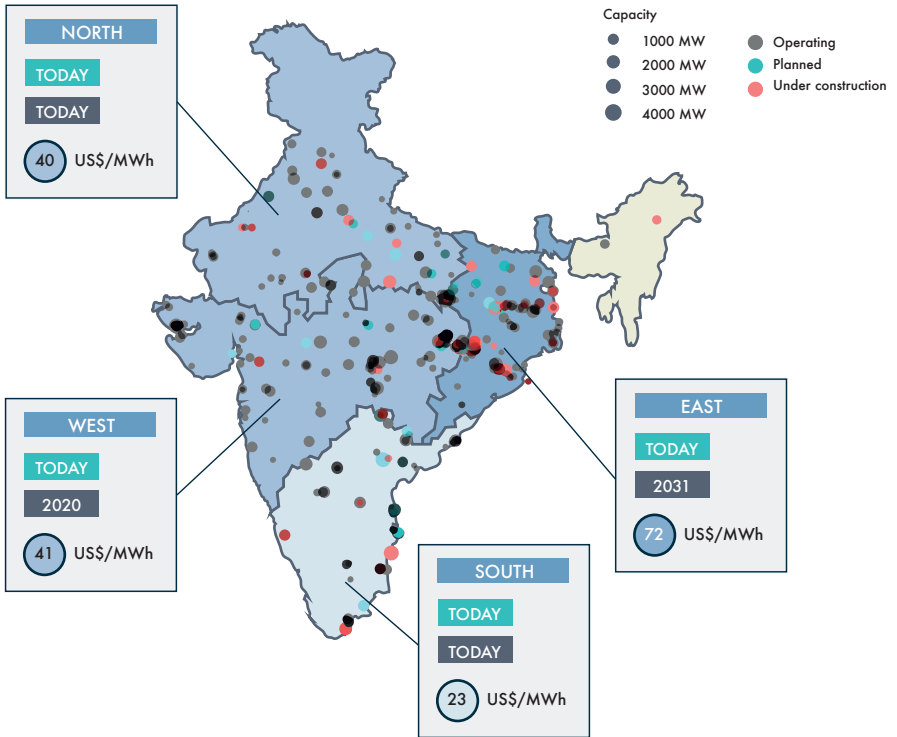 NORTH
TODAY
TODAY
40 US$/MWh
Capacity
1000 MW
2000 MW
3000 MW
4000 MW
Operating
Planned
Under construction
WEST
TODAY
2020
41 US$/MWh
EAST
TODAY
2031
72 US$/MWh
SOUTH
TODAY
TODAY
23 US$/MWh